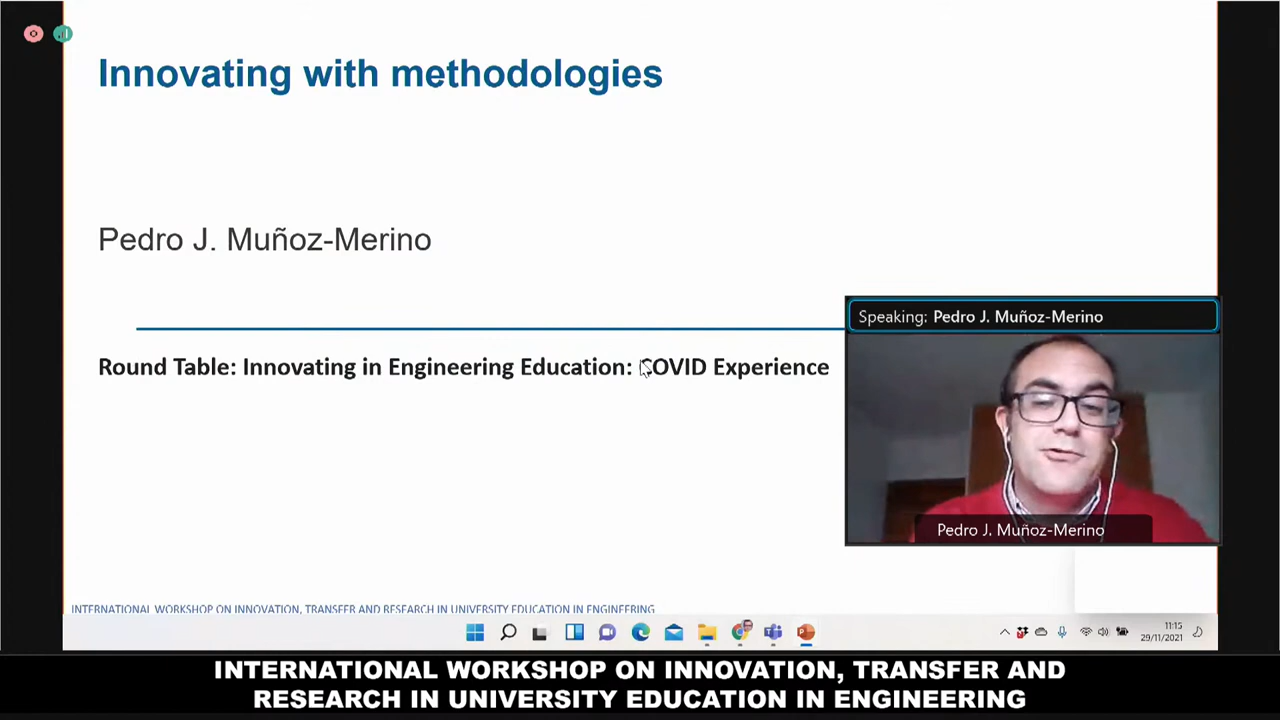 Innovating with methodologies
Pedro J. Muñoz-Merino
Speaking: Pedro J. Muñoz-Merino
Round Table: Innovating in Engineering Education: COVID Experience
Pedro J. Muñoz-Merino
INTERNATIONAL WORKSHOP ON INNOVATION, TRANSFER AND RESEARCH IN UNIVERSITY EDUCATION IN ENGINEERING
11:15
29/11/2021
INTERNATIONAL WORKSHOP ON INNOVATION, TRANSFER AND
RESEARCH IN UNIVERSITY EDUCATION IN ENGINEERING